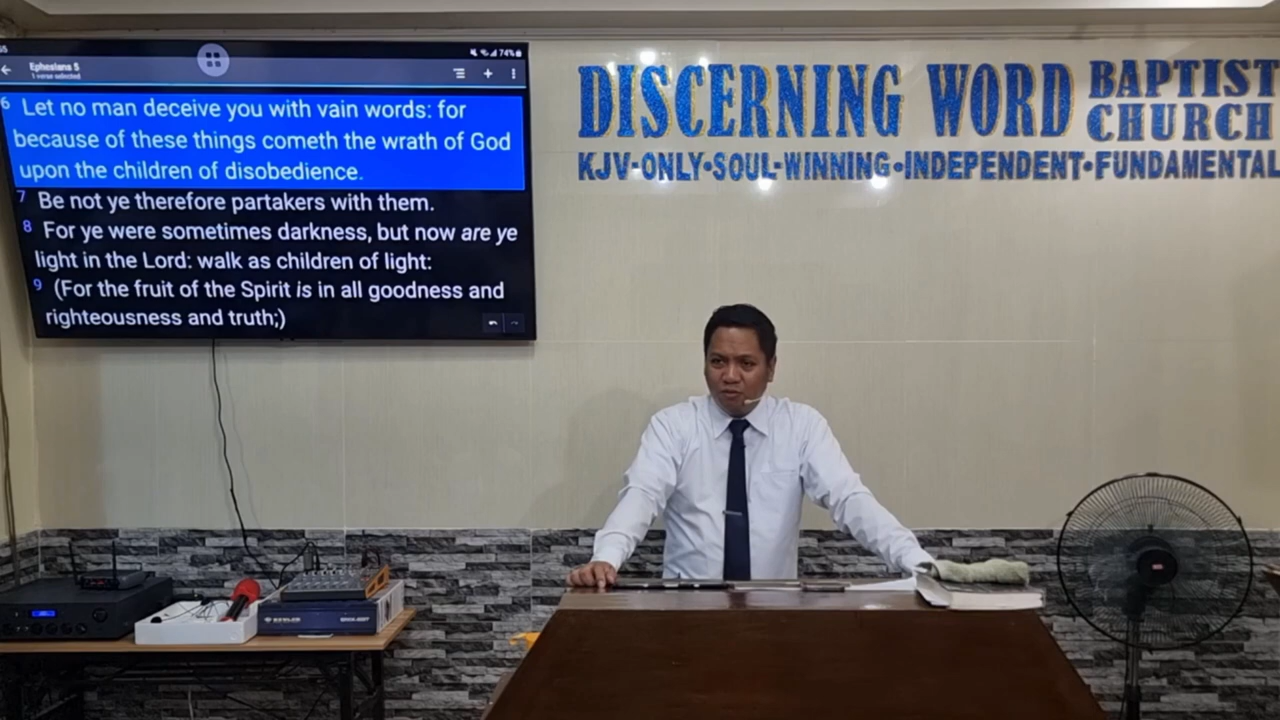 74%
Ephesians 5
1 verse selected
6 Let no man deceive you with vain words: for
because of these things cometh the wrath of God
upon the children of disobedience.
7 Be not ye therefore partakers with them.
8 For ye were sometimes darkness, but now are ye
light in the Lord: walk as children of light:
9 (For the fruit of the Spirit is in all goodness and
righteousness and truth;)
DISCERNING WORD BAPTIST
CHURCH
KJV-ONLY•SOUL-WINNING•INDEPENDENT•FUNDAMENTAL